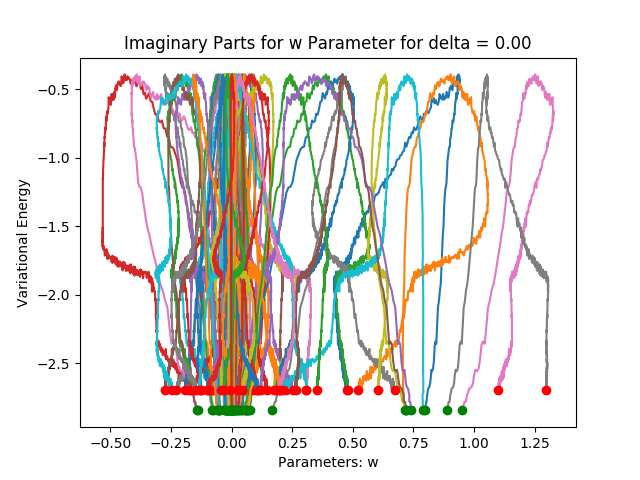 Imaginary Parts for w Parameter for delta = 0.00
Variational Energy
−0.5
−1.0
−1.5
−2.0
−2.5
−0.50 −0.25 0.00 0.25 0.50 0.75 1.00 1.25
Parameters: w